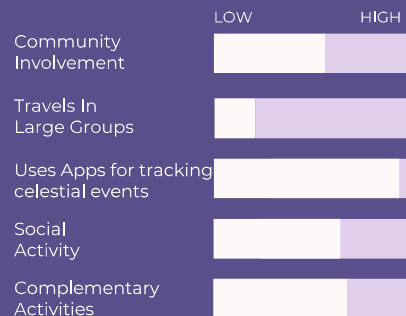 LOW HIGH
Community
Involvement
Travels In
Large Groups
Uses Apps for tracking
celestial events
Social
Activity
Complementary
Activities